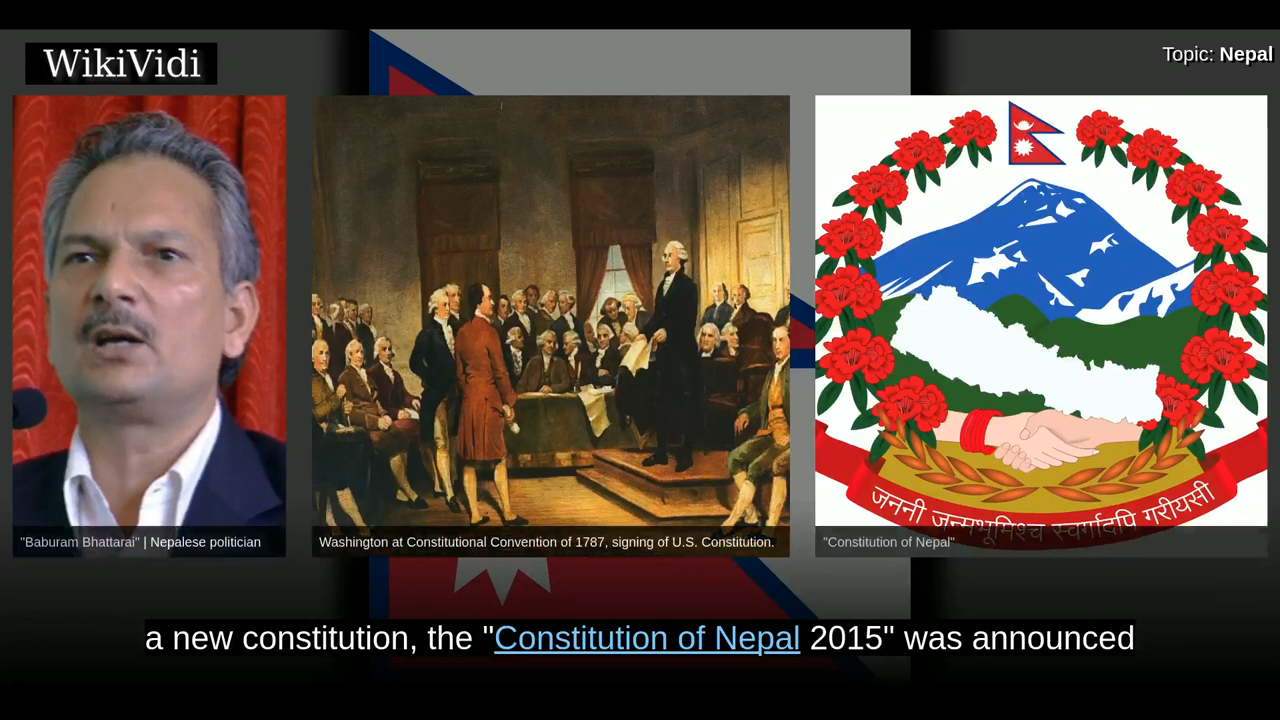 WikiVidi
Topic: Nepal
"Baburam Bhattarai" | Nepalese politician
Washington at Constitutional Convention of 1787, signing of U.S. Constitution.
जननी जन्मभूमिश्च स्वर्गादपि गरीयसी
"Constitution of Nepal"
a new constitution, the "Constitution of Nepal 2015" was announced